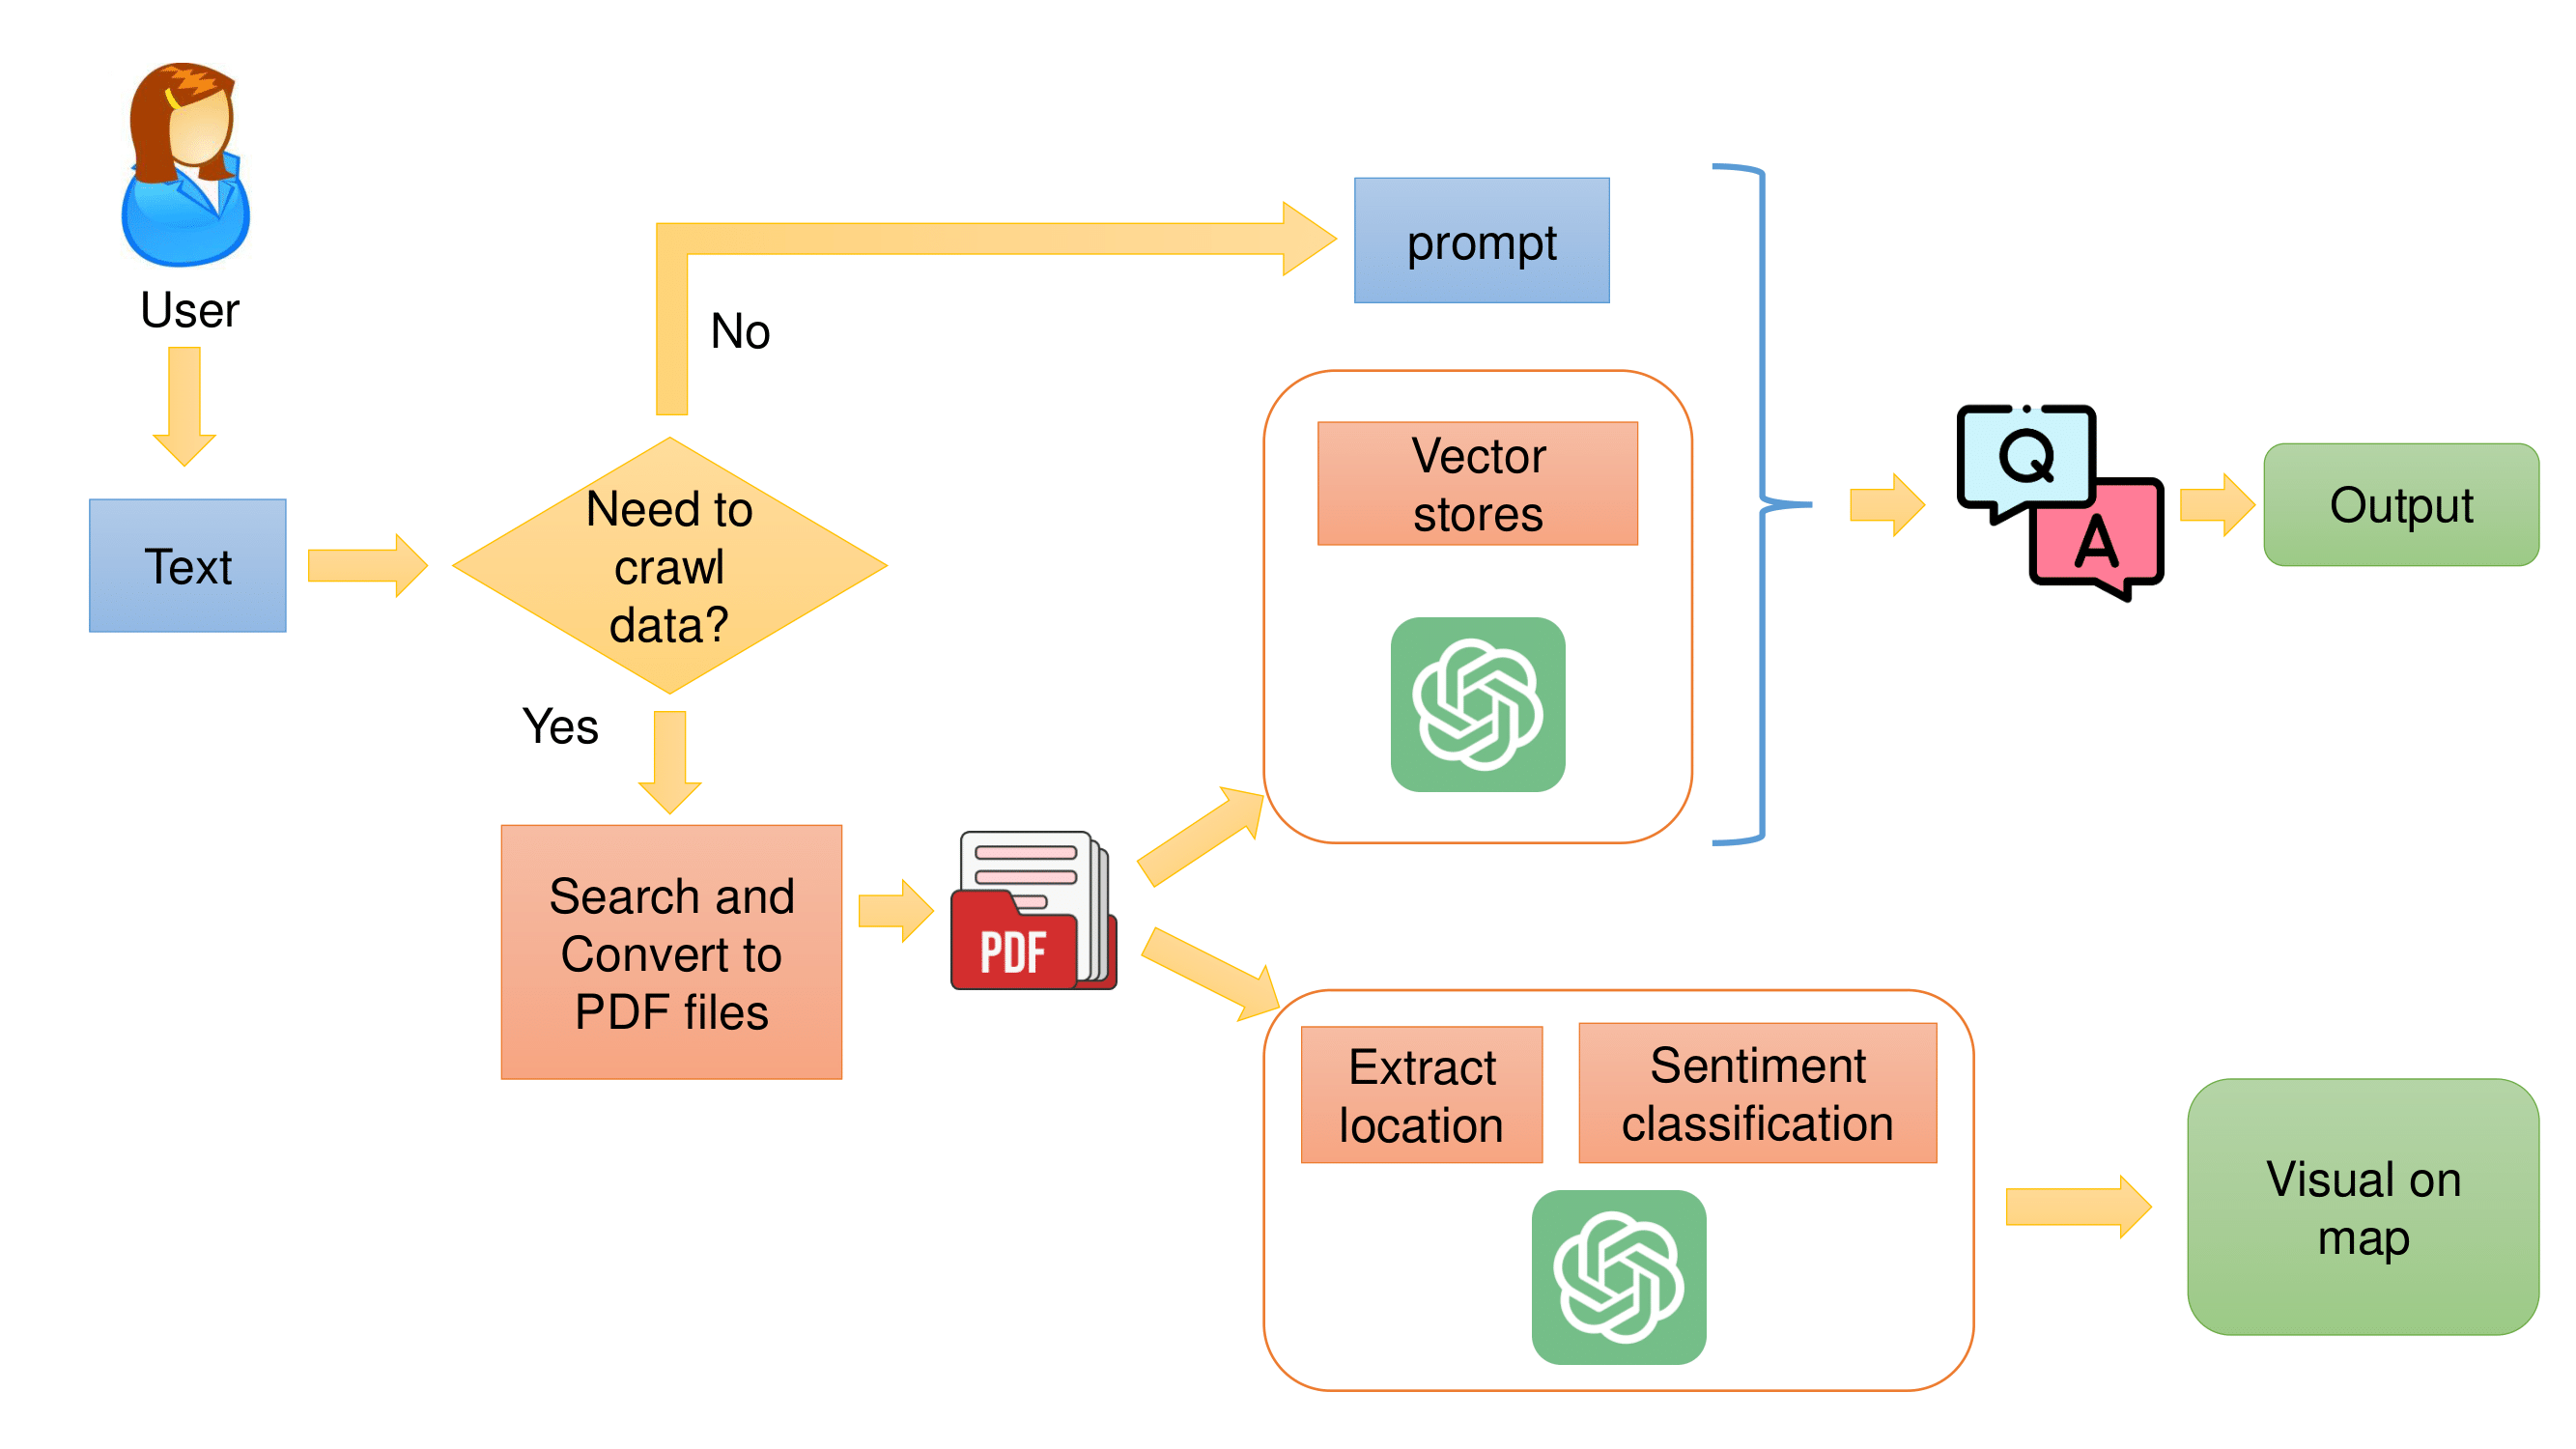 User
Text
Need to
crawl
data?
No
Yes
prompt
Vector
stores
Q
A
Output
Search and
Convert to
PDF files
PDF
Extract
location
Sentiment
classification
Visual on
map